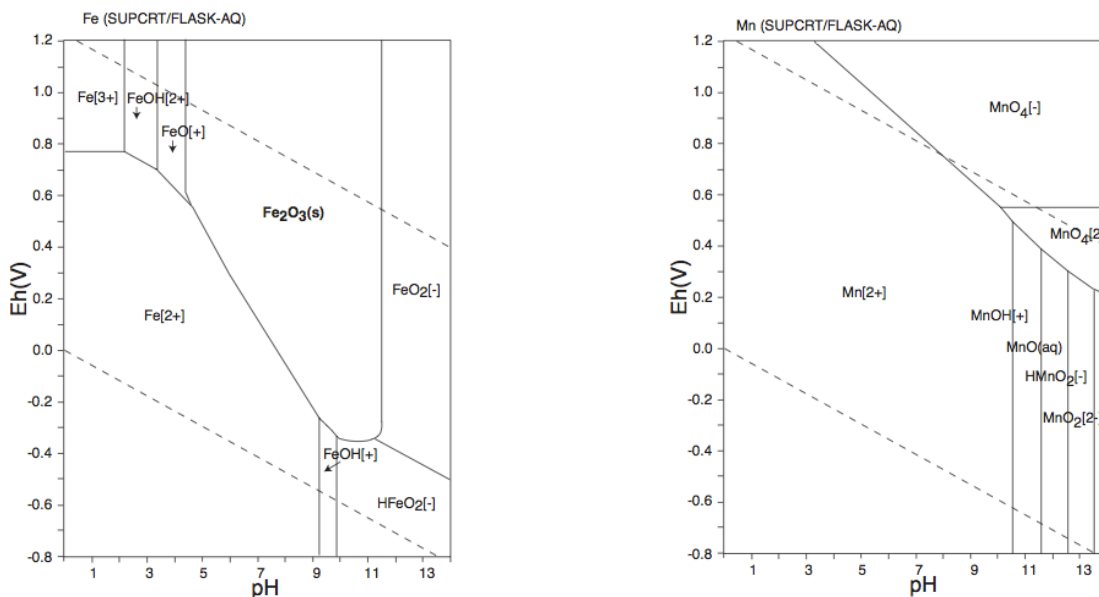 Fe (SUPCRT/FLASK-AQ)
1.2
1.0
0.8
0.6
0.4
0.2
0.0
-0.2
-0.4
-0.6
-0.8
Eh(V)
Fe[3+]
FeOH[2+]
FeO[+]
Fe2O3(s)
Fe[2+]
FeO2[-]
FeOH[+]
HFeO2[-]
1 3 5 7 9 11 13
pH
Mn (SUPCRT/FLASK-AQ)
1.2
1.0
0.8
0.6
0.4
0.2
0.0
-0.2
-0.4
-0.6
-0.8
Eh(V)
MnO4[-]
MnO4[2
Mn[2+]
MnOH[+]
MnO(aq)
HMnO2[-]
MnO2[2-
1 3 5 7 9 11 13
pH